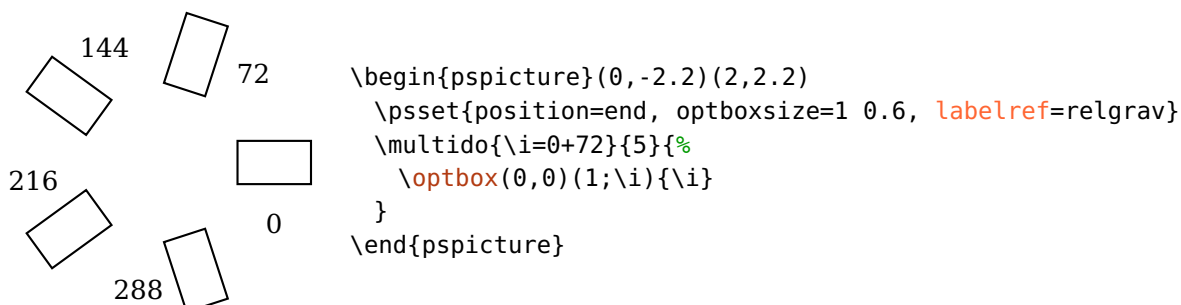 144
72
216
0
288
\begin{pspicture}(0,-2.2)(2,2.2)
  \psset{position=end, optboxsize=1 0.6, labelref=relgrav}
  \multido{\i=0+72}{5}{%
    \optbox(0,0)(1;\i){\i}
  }
\end{pspicture}